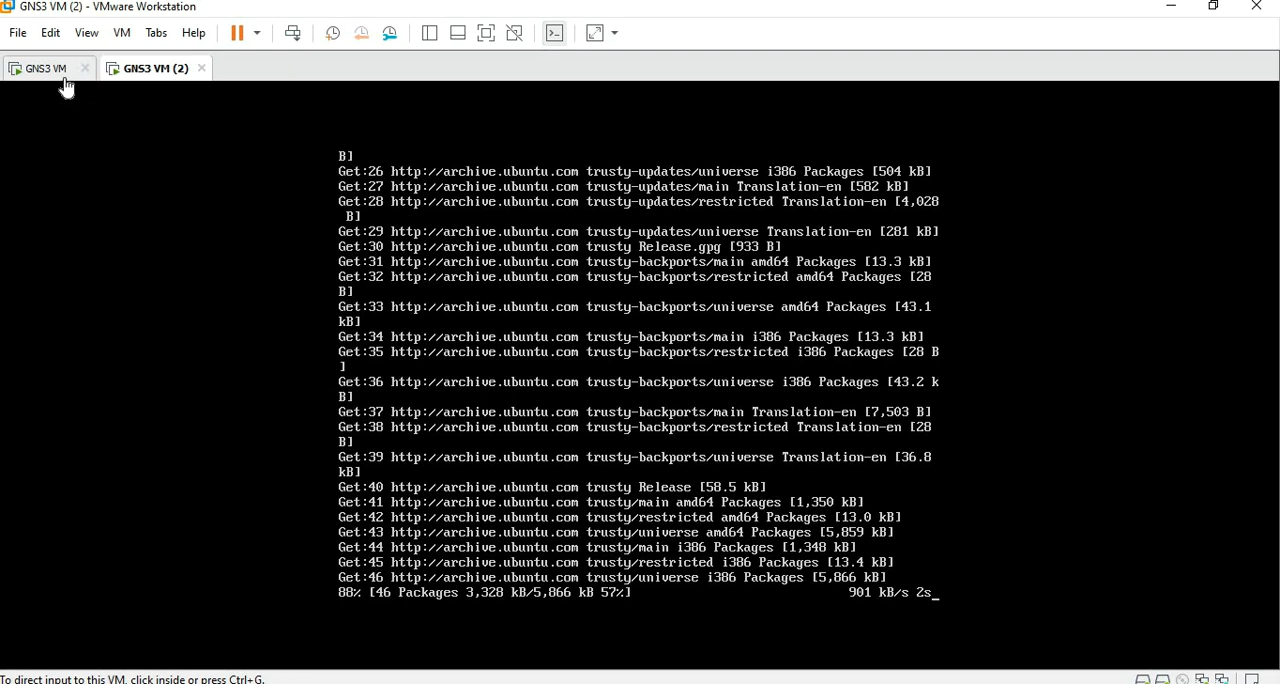 GNS3 VM (2) - VMware Workstation
File Edit View VM Tabs Help
GNS3 VM GNS3 VM (2)
B]
Get:26 http://archive.ubuntu.com trusty-updates/universe i386 Packages [504 kB]
Get:27 http://archive.ubuntu.com trusty-updates/main Translation-en [582 kB]
Get:28 http://archive.ubuntu.com trusty-updates/restricted Translation-en [4,028
B]
Get:29 http://archive.ubuntu.com trusty-updates/universe Translation-en [281 kB]
Get:30 http://archive.ubuntu.com trusty Release.gpg [933 B]
Get:31 http://archive.ubuntu.com trusty-backports/main amd64 Packages [13.3 kB]
Get:32 http://archive.ubuntu.com trusty-backports/restricted amd64 Packages [28
B]
Get:33 http://archive.ubuntu.com trusty-backports/universe amd64 Packages [43.1
kB]
Get:34 http://archive.ubuntu.com trusty-backports/main i386 Packages [13.3 kB]
Get:35 http://archive.ubuntu.com trusty-backports/restricted i386 Packages [28 B
]
Get:36 http://archive.ubuntu.com trusty-backports/universe i386 Packages [43.2 k
B]
Get:37 http://archive.ubuntu.com trusty-backports/main Translation-en [7,503 B]
Get:38 http://archive.ubuntu.com trusty-backports/restricted Translation-en [28
B]
Get:39 http://archive.ubuntu.com trusty-backports/universe Translation-en [36.8
kB]
Get:40 http://archive.ubuntu.com trusty Release [58.5 kB]
Get:41 http://archive.ubuntu.com trusty/main amd64 Packages [1,350 kB]
Get:42 http://archive.ubuntu.com trusty/restricted amd64 Packages [13.0 kB]
Get:43 http://archive.ubuntu.com trusty/universe amd64 Packages [5,859 kB]
Get:44 http://archive.ubuntu.com trusty/main i386 Packages [1,348 kB]
Get:45 http://archive.ubuntu.com trusty/restricted i386 Packages [13.4 kB]
Get:46 http://archive.ubuntu.com trusty/universe i386 Packages [5,866 kB]
88% [46 Packages 3,328 kB/5,866 kB 57%] 901 kB/s 2s_
To direct input to this VM, click inside or press Ctrl+G.